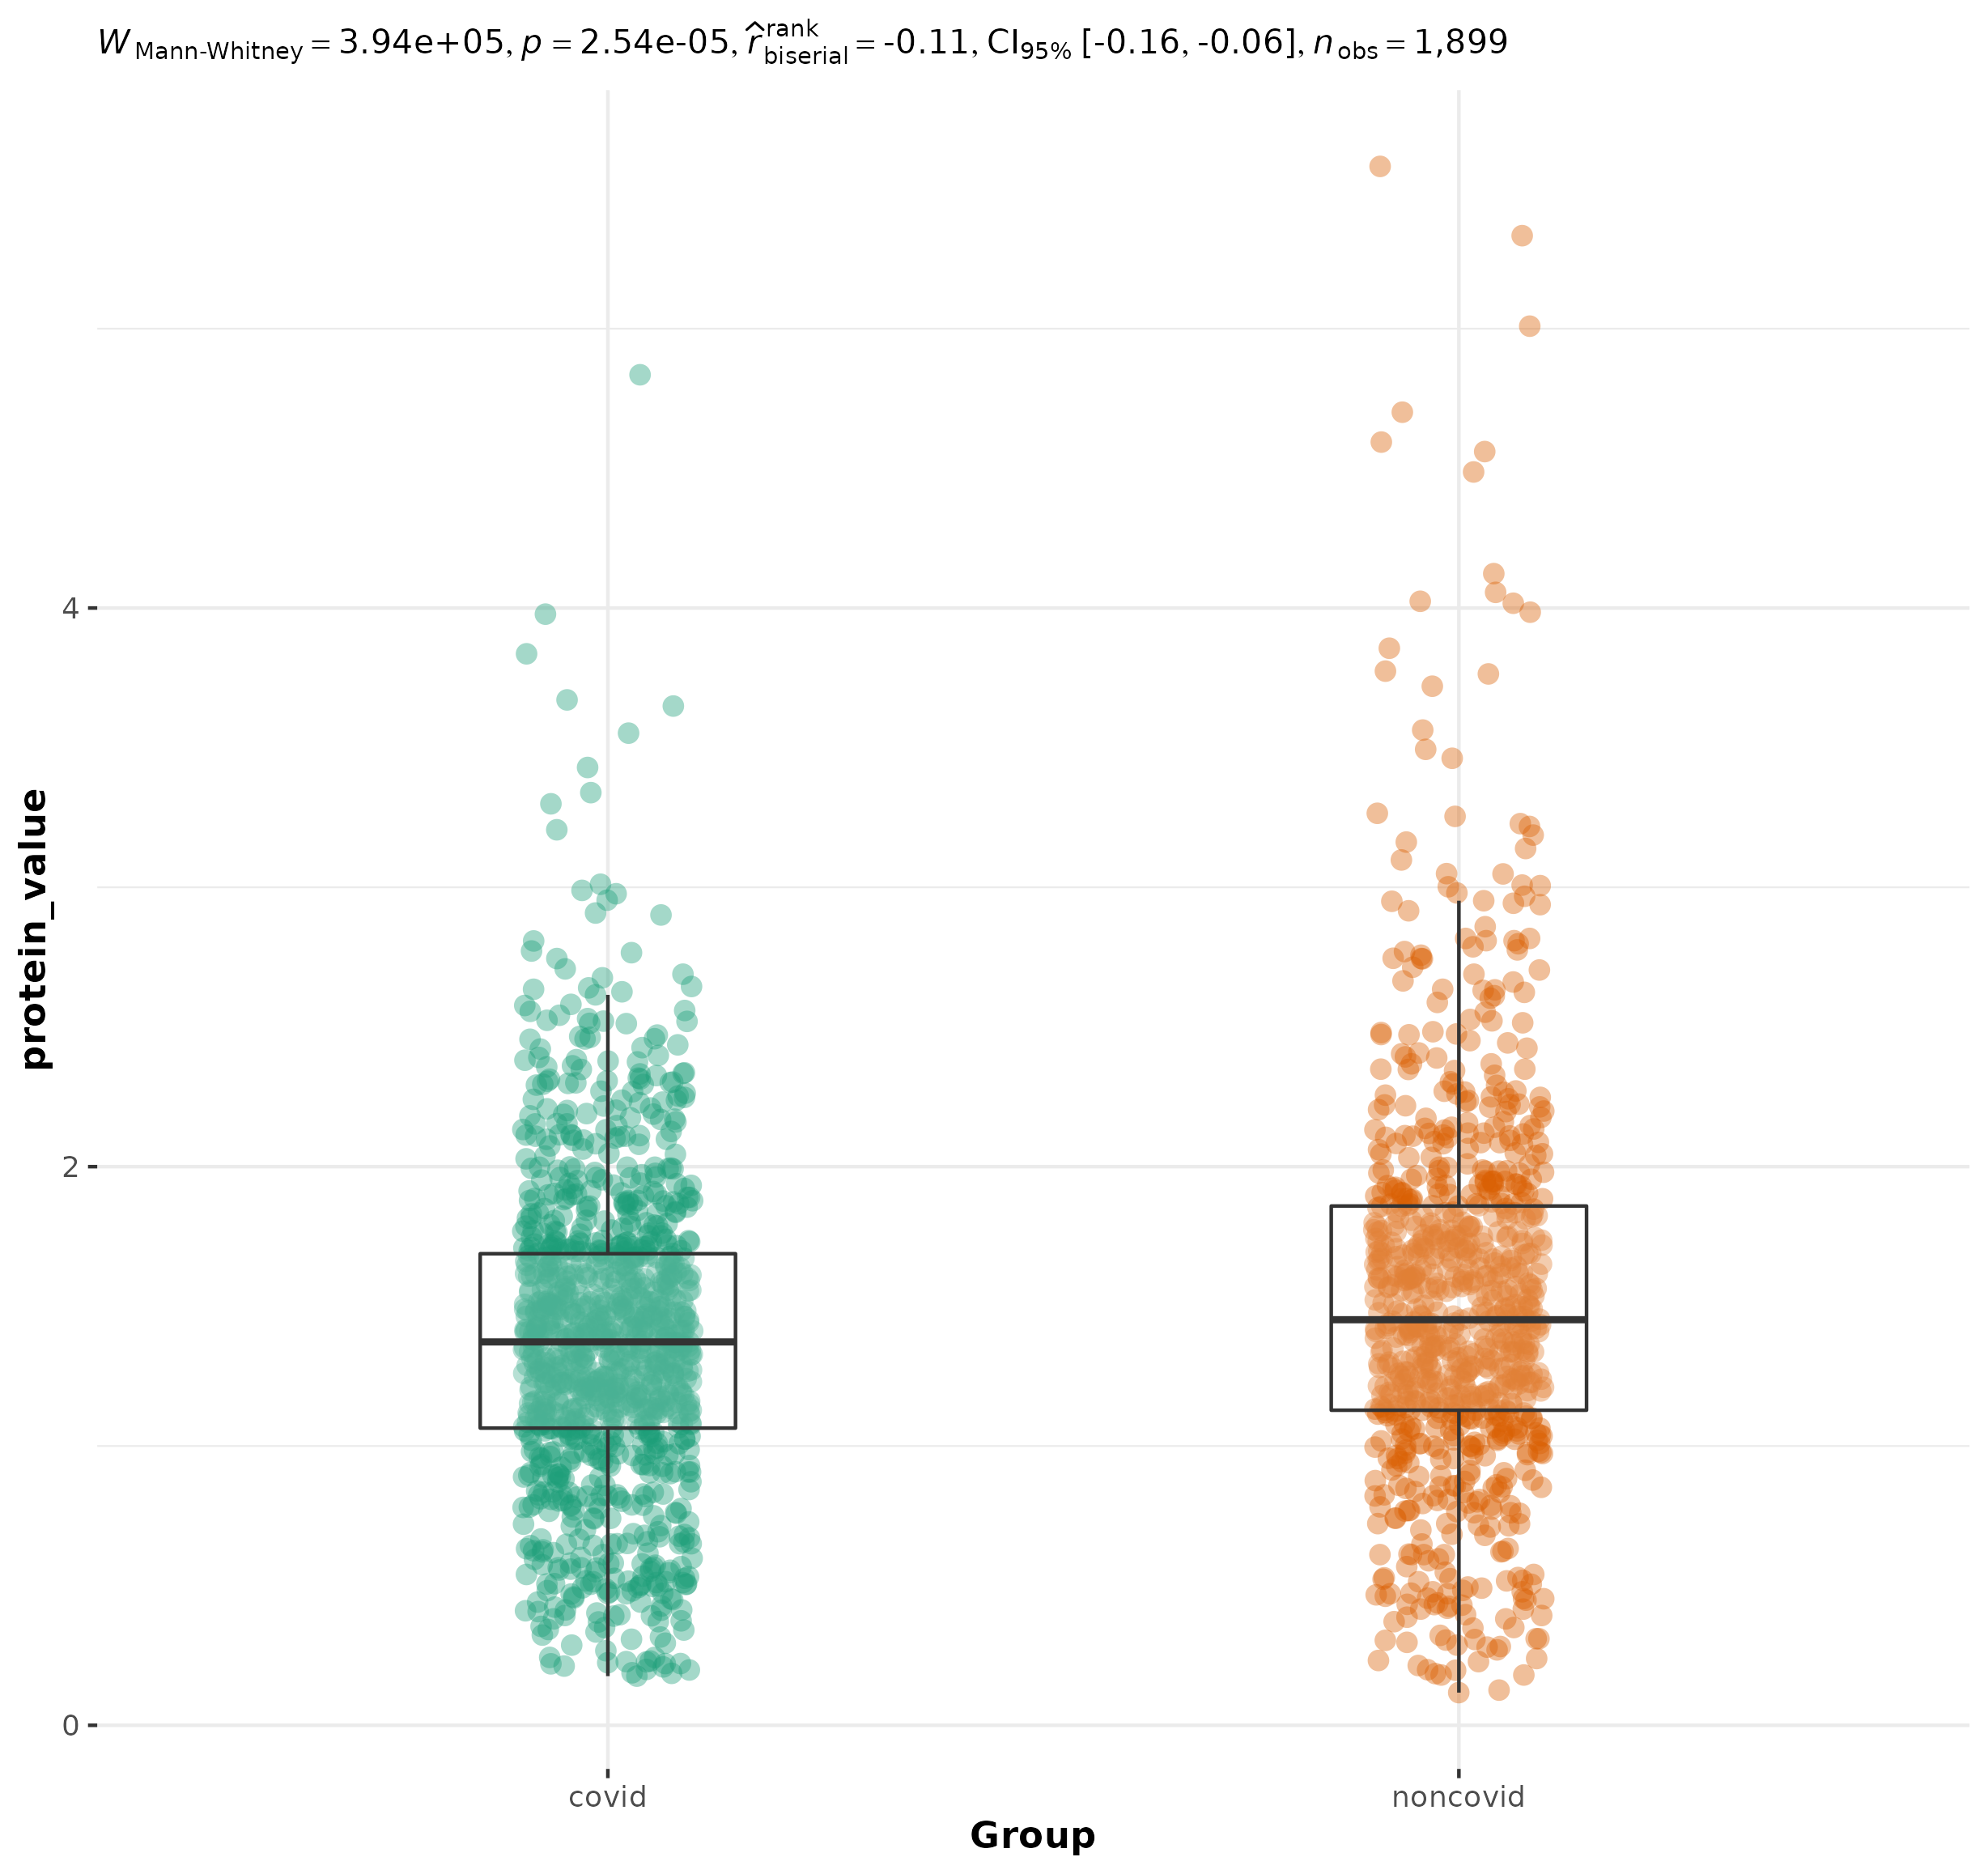 W Mann-Whitney = 3.94e+05, p = 2.54e-05, r̂ rank biserial = -0.11, CI95% [-0.16, -0.06], n obs = 1,899
protein_value
4
2
0
covid noncovid
Group